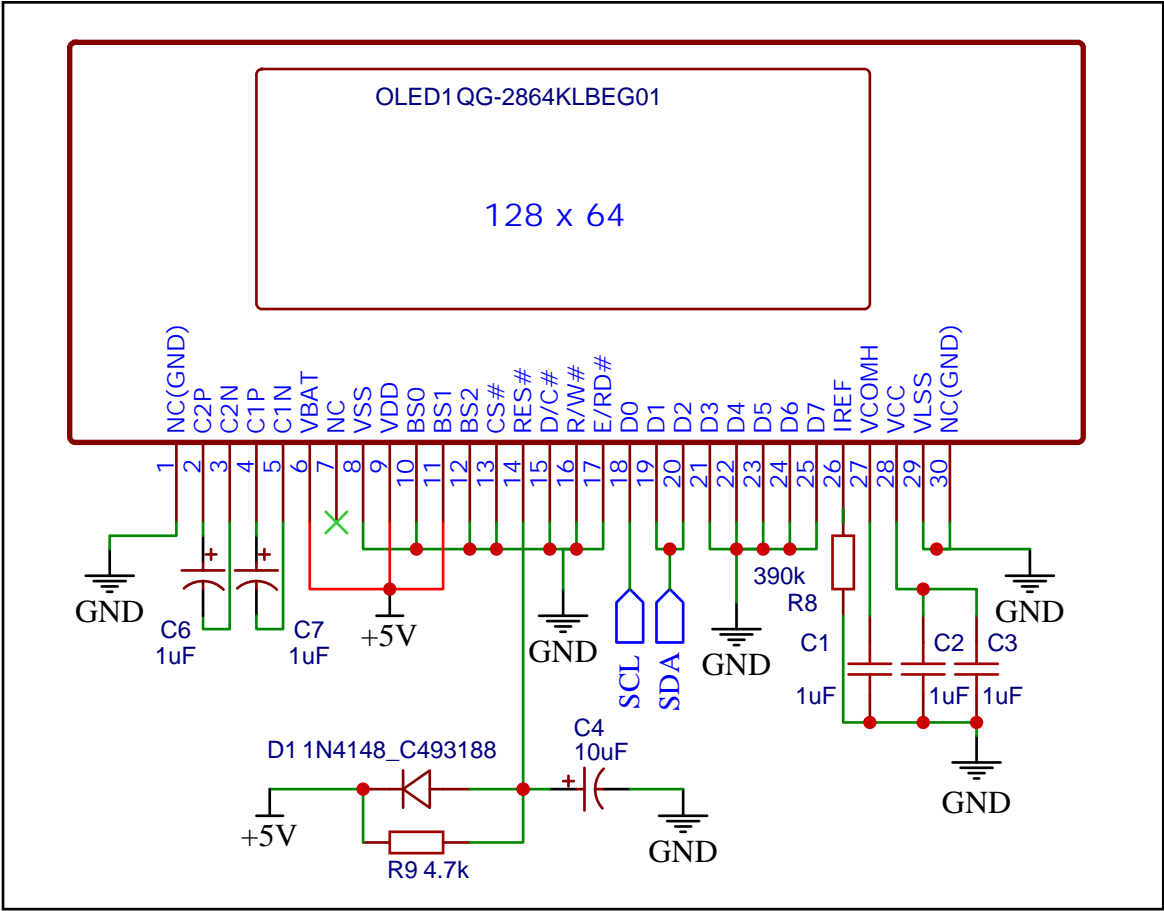 OLED1 QG-2864KLBEG01
128 x 64
NC(GND)
C2P
C2N
C1P
C1N
VBAT
NC
VSS
VDD
BS0
BS1
BS2
CS#
RES#
D/C#
R/W#
E/RD#
D0
D1
D2
D3
D4
D5
D6
D7
IREF
VCOMH
VCC
VLSS
NC(GND)
1
2
3
4
5
6
7
8
9
10
11
12
13
14
15
16
17
18
19
20
21
22
23
24
25
26
27
28
29
30
GND
+
+
C6
1uF
C7
1uF
+5V
GND
SCL
SDA
GND
390k
R8
GND
C1
1uF
C2
1uF
C3
1uF
GND
D1 1N4148_C493188
C4
10uF
+
+5V
R9 4.7k
GND